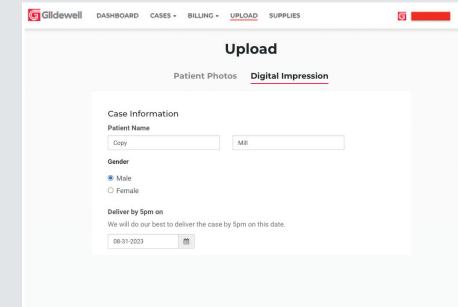 Glidewell DASHBOARD CASES BILLING UPLOAD SUPPLIES
Upload
Patient Photos Digital Impression
Case Information
Patient Name
Copy Mill
Gender
Male
Female
Deliver by 5pm on
We will do our best to deliver the case by 5pm on this date.
08-31-2023